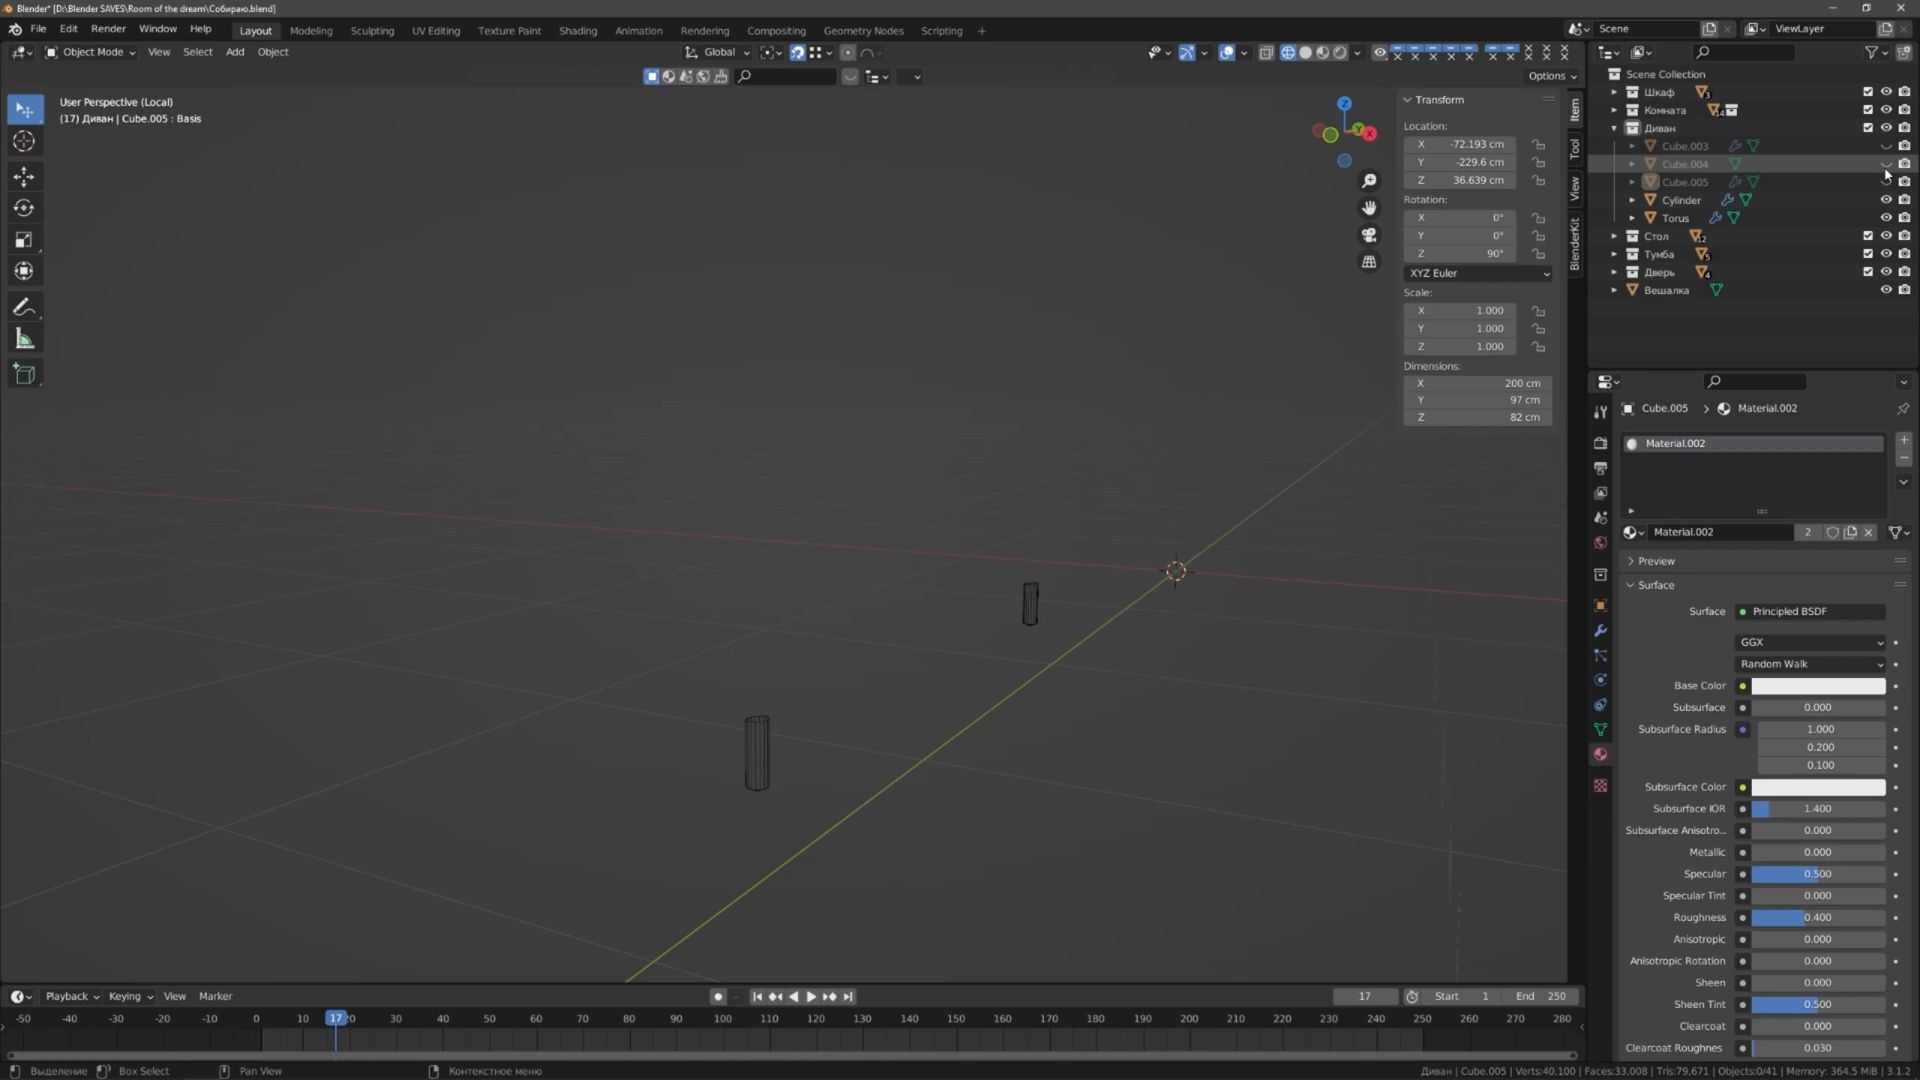 Blender* [D:\Blender SAVES\Room of the dream\Собираю.blend]
File Edit Render Window Help Layout Modeling Sculpting UV Editing Texture Paint Shading Animation Rendering Compositing Geometry Nodes Scripting + Scene ViewLayer
Object Mode View Select Add Object Global
Options
User Perspective (Local)
(17) Диван | Cube.005 : Basis
Z
Y
X
Transform
Location:
X -72.193 cm
Y -229.6 cm
Z 36.639 cm
Rotation:
X 0°
Y 0°
Z 90°
XYZ Euler
Scale:
X 1.000
Y 1.000
Z 1.000
Dimensions:
X 200 cm
Y 97 cm
Z 82 cm
Item
Tool
View
BlenderKit
Scene Collection
Шкаф 3
Комната 14
Диван
Cube.003
Cube.004
Cube.005
Cylinder
Torus
Стол 12
Тумба 5
Дверь 4
Вешалка
Cube.005 > Material.002
Material.002
Material.002 2
Preview
Surface
Surface Principled BSDF
GGX
Random Walk
Base Color
Subsurface 0.000
Subsurface Radius 1.000
0.200
0.100
Subsurface Color
Subsurface IOR 1.400
Subsurface Anisotro... 0.000
Metallic 0.000
Specular 0.500
Specular Tint 0.000
Roughness 0.400
Anisotropic 0.000
Anisotropic Rotation 0.000
Sheen 0.000
Sheen Tint 0.500
Clearcoat 0.000
Clearcoat Roughnes 0.030
Playback Keying View Marker 17 Start 1 End 250
-50 -40 -30 -20 -10 0 10 17 20 30 40 50 60 70 80 90 100 110 120 130 140 150 160 170 180 190 200 210 220 230 240 250 260 270 280
Выделение Box Select Pan View Контекстное меню Диван | Cube.005 | Verts:40,100 | Faces:33,008 | Tris:79,671 | Objects:0/41 | Memory: 364.5 MiB | 3.1.2